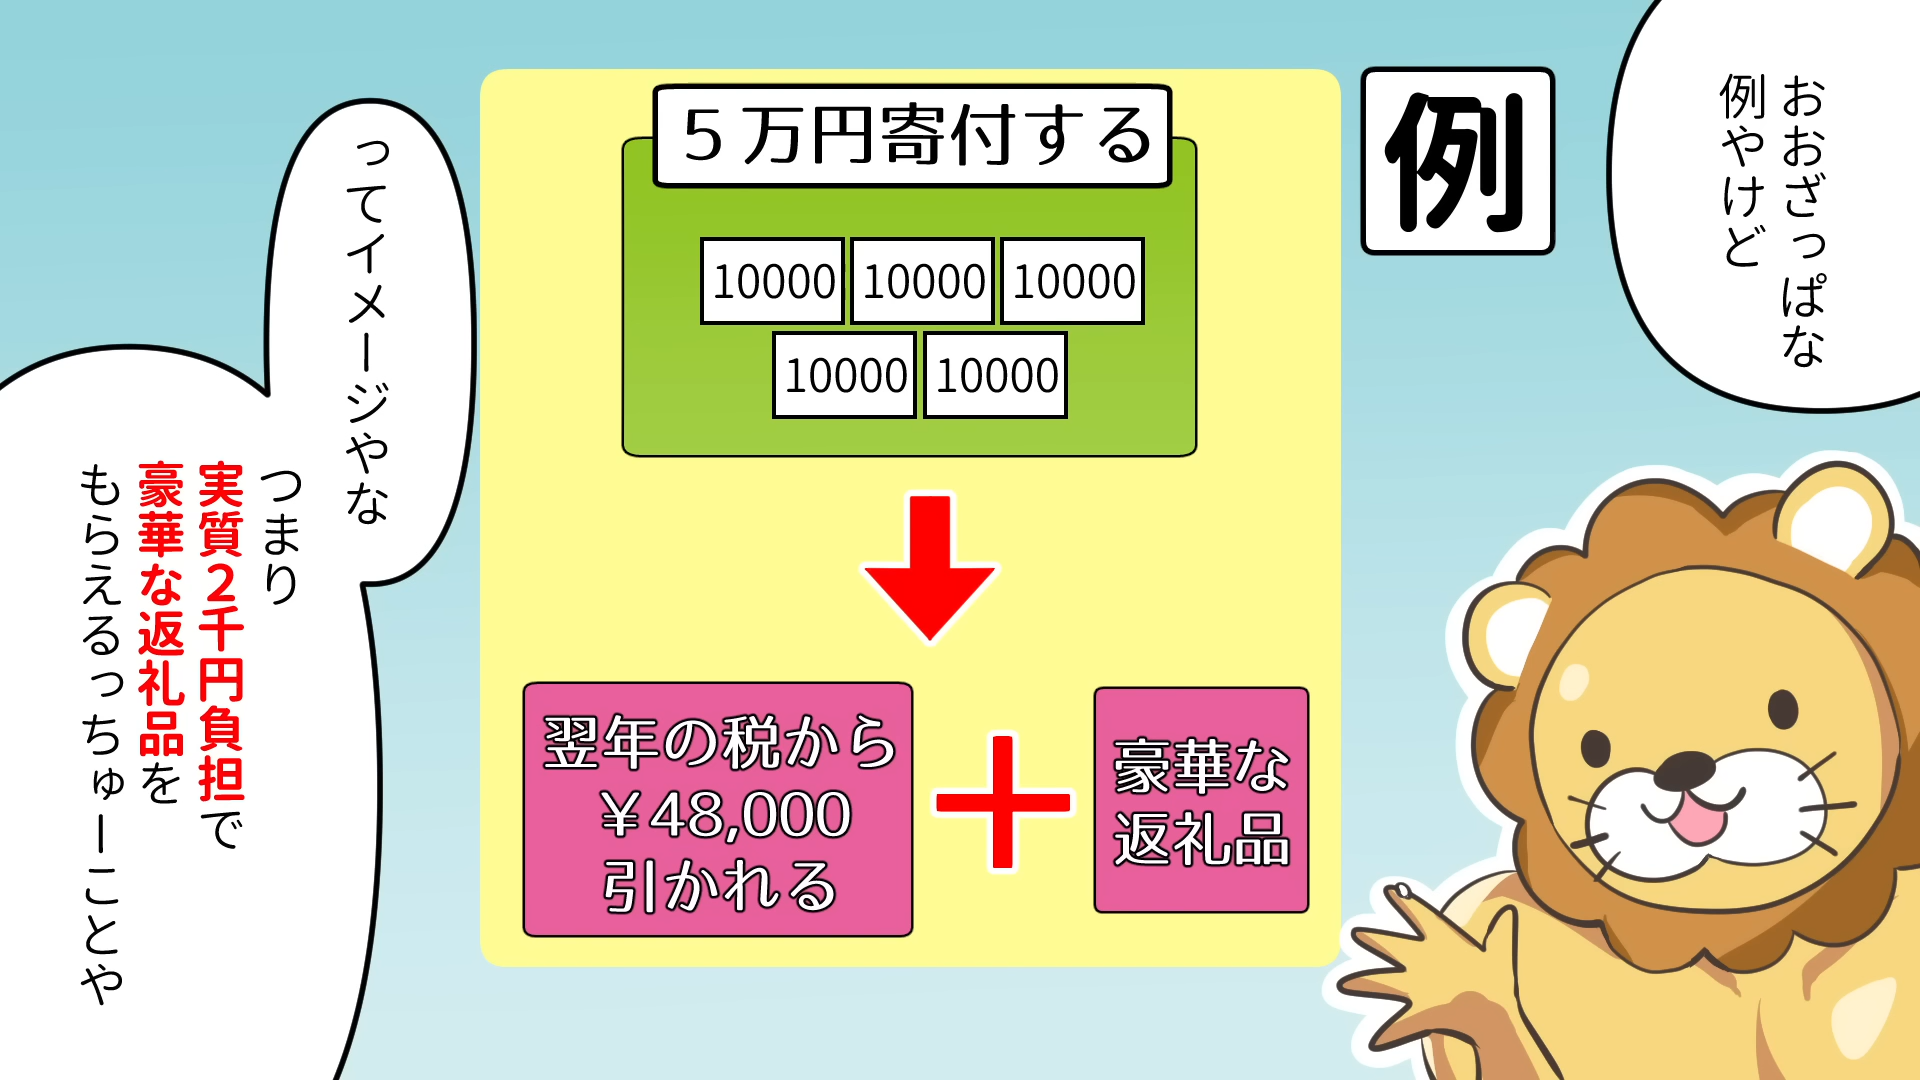 おおざっぱな
例やけど
例
５万円寄付する
10000 10000 10000
10000 10000
翌年の税から
￥48,000
引かれる
＋
豪華な
返礼品
ってイメージやな
つまり
実質２千円負担で
豪華な返礼品を
もらえるっちゅーことや